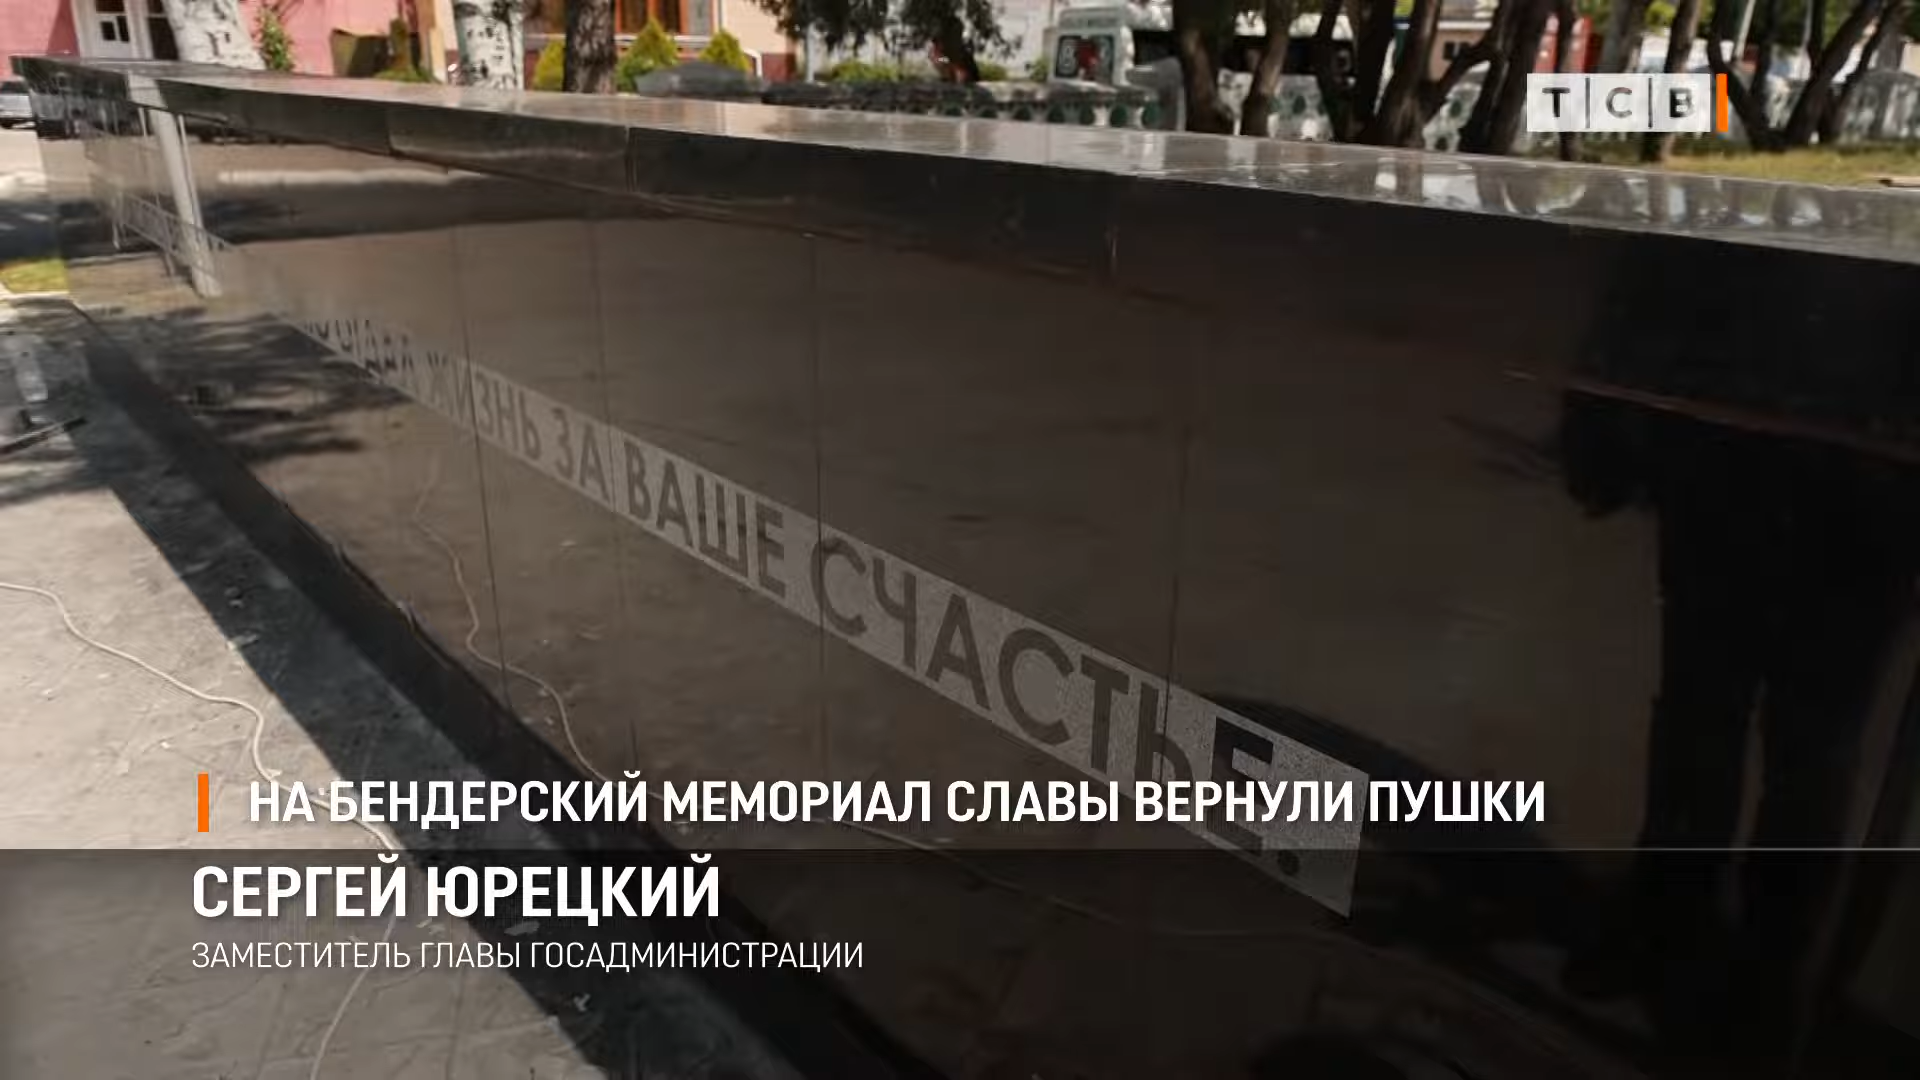 ТСВ
ЖИЗНЬ ЗА ВАШЕ СЧАСТЬЕ.
НА БЕНДЕРСКИЙ МЕМОРИАЛ СЛАВЫ ВЕРНУЛИ ПУШКИ
СЕРГЕЙ ЮРЕЦКИЙ
ЗАМЕСТИТЕЛЬ ГЛАВЫ ГОСАДМИНИСТРАЦИИ